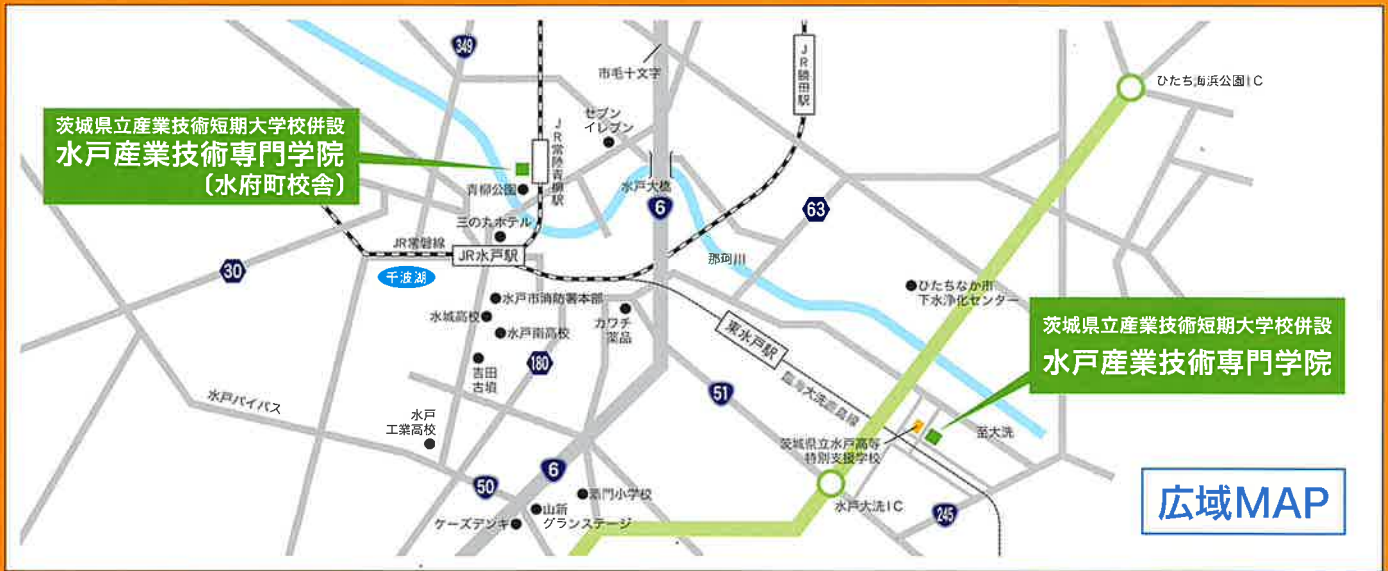 349
市毛十文字
JR勝田駅
ひたち海浜公園IC
セブン
イレブン
JR常陸青柳駅
茨城県立産業技術短期大学校併設
水戸産業技術専門学院
(水府町校舎)
青柳公園
水戸大橋
6
63
三の丸ホテル
JR常磐線
JR水戸駅
那珂川
30
千波湖
ひたちなか市
下水浄化センター
水戸市消防署本部
水城高校
水戸南高校
カワチ
薬品
東水戸駅
茨城県立産業技術短期大学校併設
水戸産業技術専門学院
180
吉田
古墳
51
水戸バイパス
水戸
工業高校
至大洗
茨城県立水戸高等
特別支援学校
6
50
水戸大洗IC
245
山新
グランステージ
ケーズデンキ
広域MAP